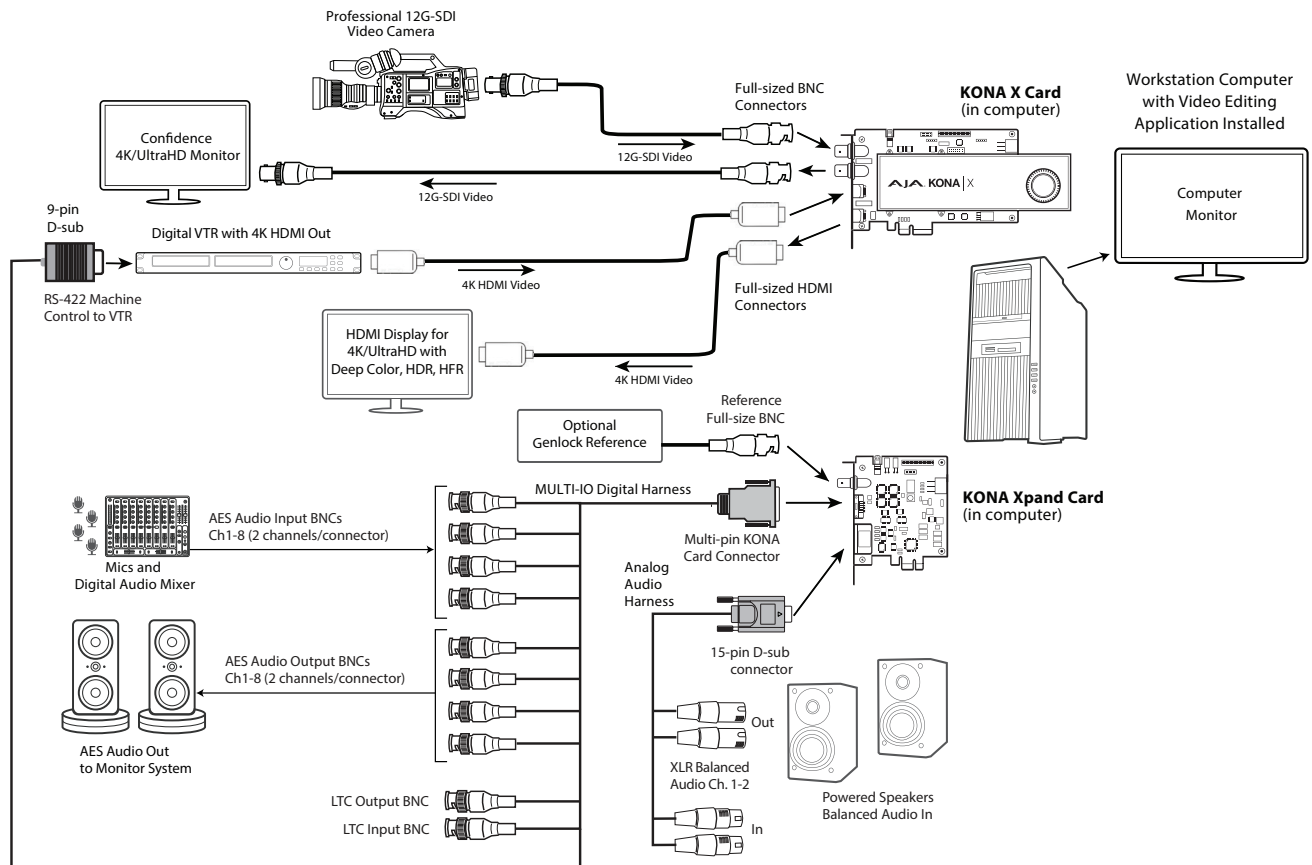 Professional 12G-SDI
Video Camera
Full-sized BNC
Connectors
KONA X Card
(in computer)
Workstation Computer
with Video Editing
Application Installed
Confidence
4K/UltraHD Monitor
12G-SDI Video
12G-SDI Video
AJA KONA | X
Computer
Monitor
9-pin
D-sub
Digital VTR with 4K HDMI Out
4K HDMI Video
RS-422 Machine
Control to VTR
Full-sized HDMI
Connectors
HDMI Display for
4K/UltraHD with
Deep Color, HDR, HFR
4K HDMI Video
Reference
Full-size BNC
Optional
Genlock Reference
MULTI-IO Digital Harness
KONA Xpand Card
(in computer)
AES Audio Input BNCs
Ch1-8 (2 channels/connector)
Multi-pin KONA
Card Connector
Mics and
Digital Audio Mixer
Analog
Audio
Harness
15-pin D-sub
connector
AES Audio Output BNCs
Ch1-8 (2 channels/connector)
Out
AES Audio Out
to Monitor System
XLR Balanced
Audio Ch. 1-2
Powered Speakers
Balanced Audio In
LTC Output BNC
LTC Input BNC
In